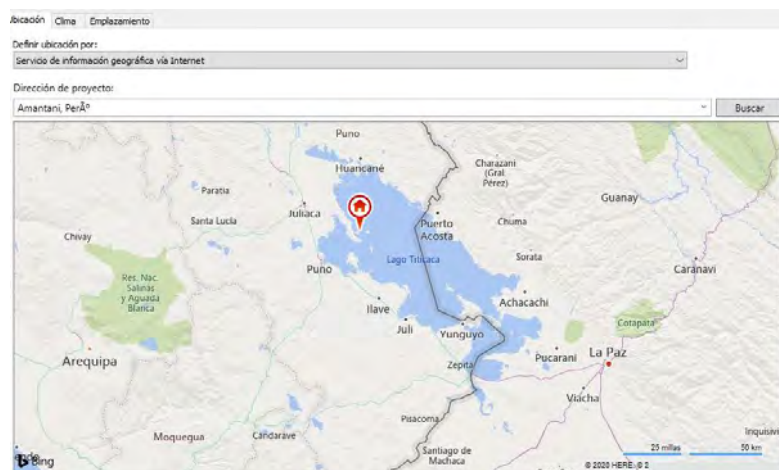 Ubicación Clima Emplazamiento
Definir ubicación por:
Servicio de información geográfica vía Internet
Dirección de proyecto:
Amantani, PerÃº
Buscar
Puno
Huancané
Charazani
(Gral
Pérez)
Paratia
Guanay
Juliaca
Santa Lucía
Puerto
Acosta
Chuma
Chivay
Lago Titicaca
Sorata
Puno
Caranavi
Res. Nac.
Salinas
y Aguada
Blanca
Achacachi
Ilave
Cotapata
Juli
Yunguyo
Arequipa
Pucarani
La Paz
Zepita
Viacha
Pisacoma
Moquegua
Candarave
Inquisivi
Santiago de
Machaca
25 millas
50 km
Bing
© 2020 HERE